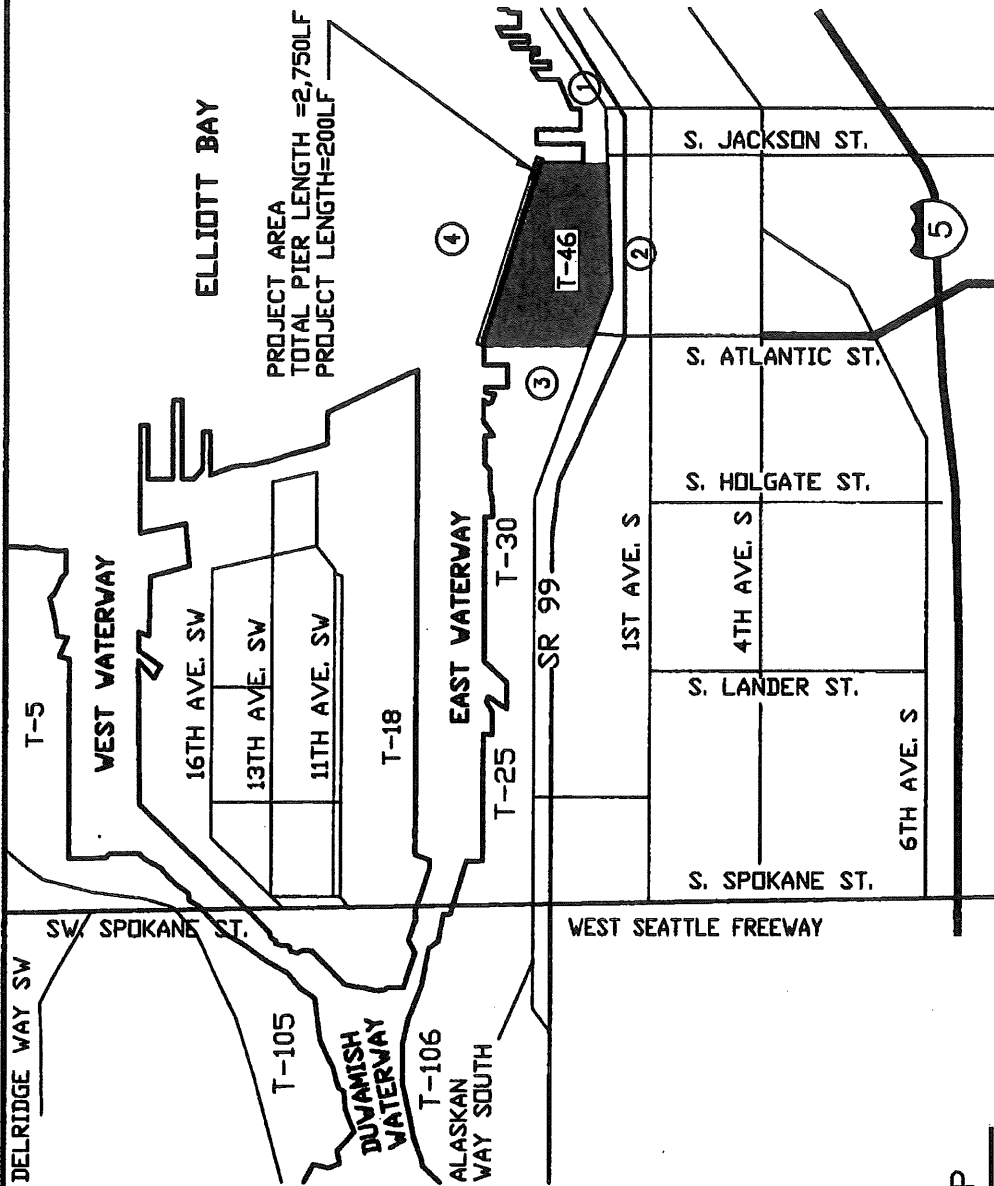 ELLIOTT BAY
PROJECT AREA
TOTAL PIER LENGTH =2,750LF
PROJECT LENGTH=200LF
①
②
③
④
T-46
S. JACKSON ST.
S. ATLANTIC ST.
S. HOLGATE ST.
S. LANDER ST.
S. SPOKANE ST.
5
T-5
WEST WATERWAY
16TH AVE. SW
13TH AVE. SW
11TH AVE. SW
T-18
EAST WATERWAY
T-30
T-25
SR 99
1ST AVE. S
4TH AVE. S
6TH AVE. S
SW. SPOKANE ST.
WEST SEATTLE FREEWAY
DELRIDGE WAY SW
T-105
DUWAMISH
WATERWAY
T-106
ALASKAN
WAY SOUTH
P